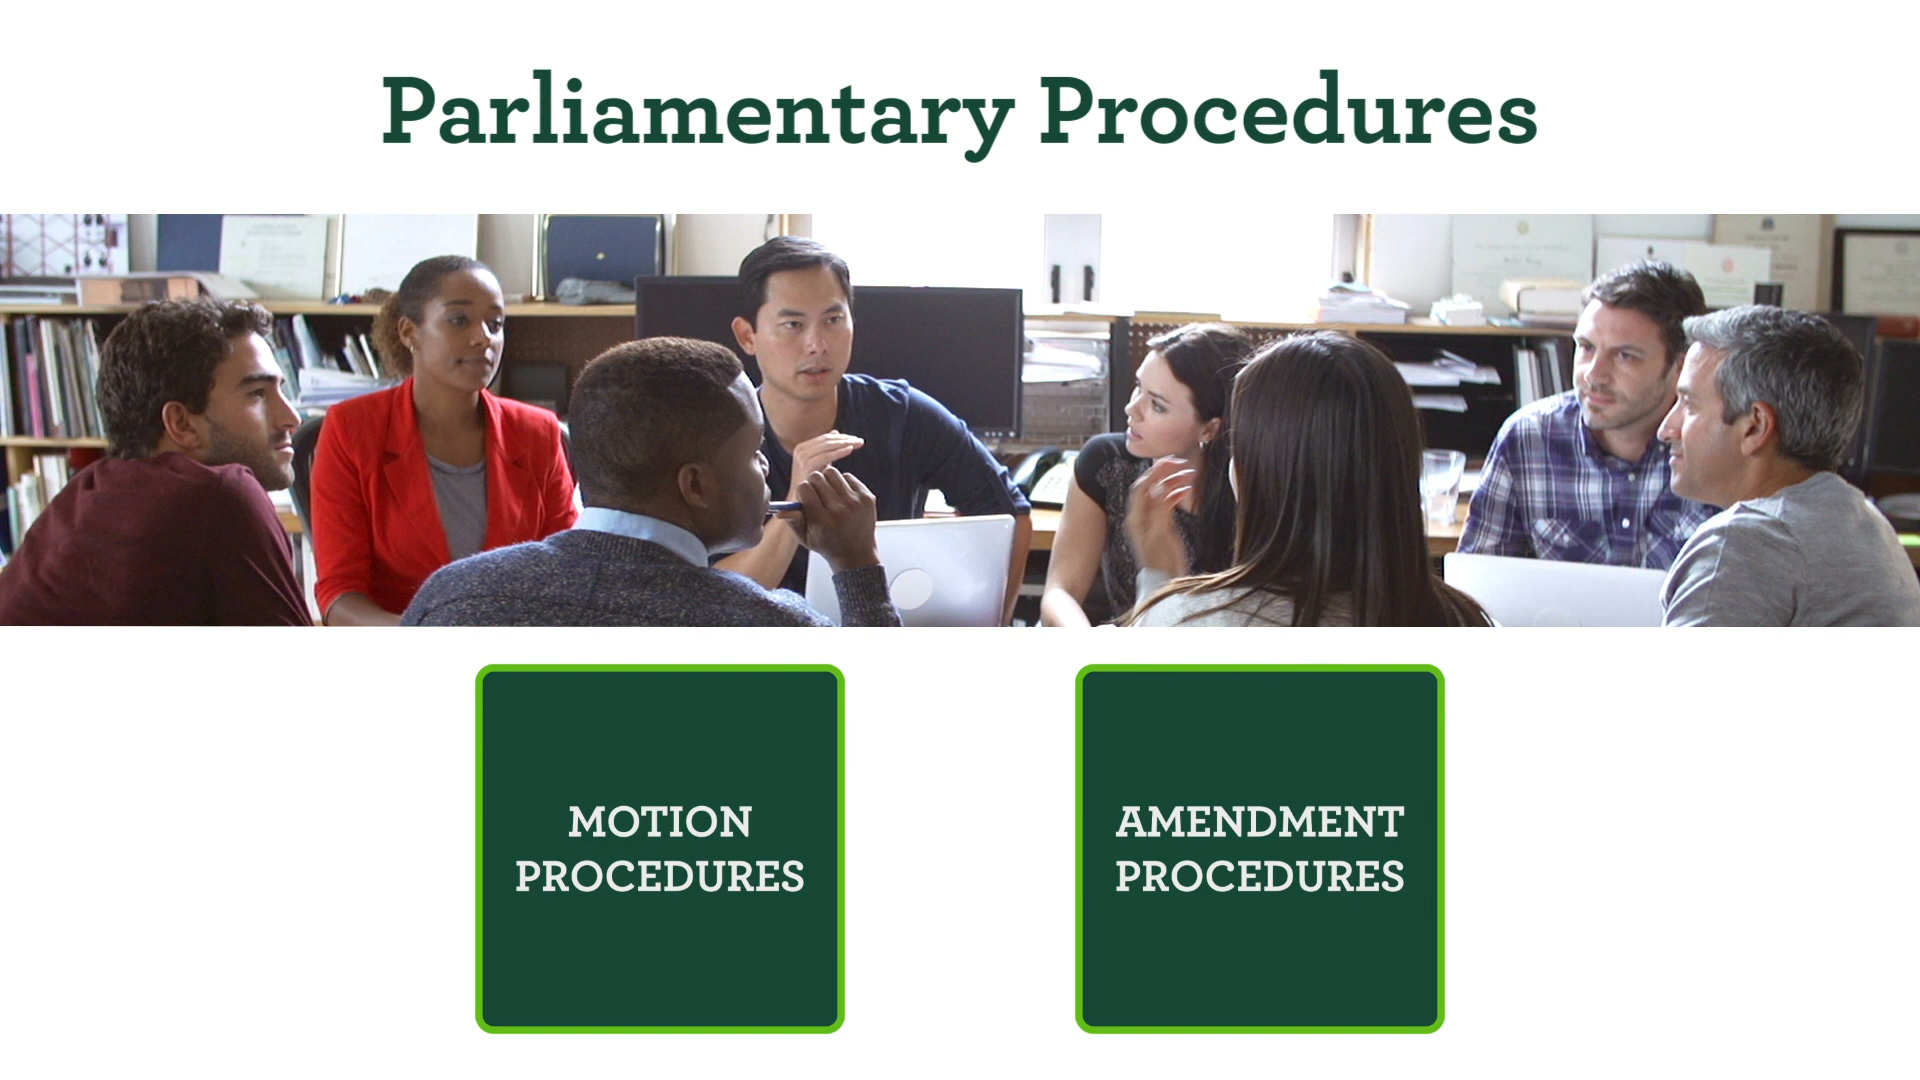 Parliamentary Procedures
MOTION
PROCEDURES
AMENDMENT
PROCEDURES